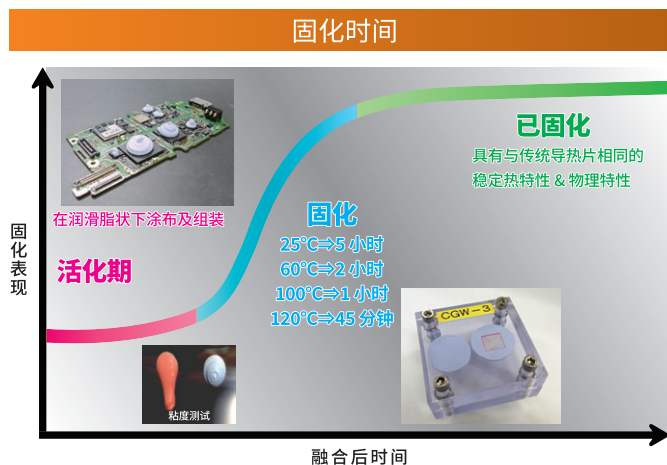 固化时间
在润滑脂状下涂布及组装
活化期
粘度测试
固化
25℃⇒5 小时
60℃⇒2 小时
100℃⇒1 小时
120℃⇒45 分钟
已固化
具有与传统导热片相同的
稳定热特性 & 物理特性
CGW-3
固化表现
融合后时间